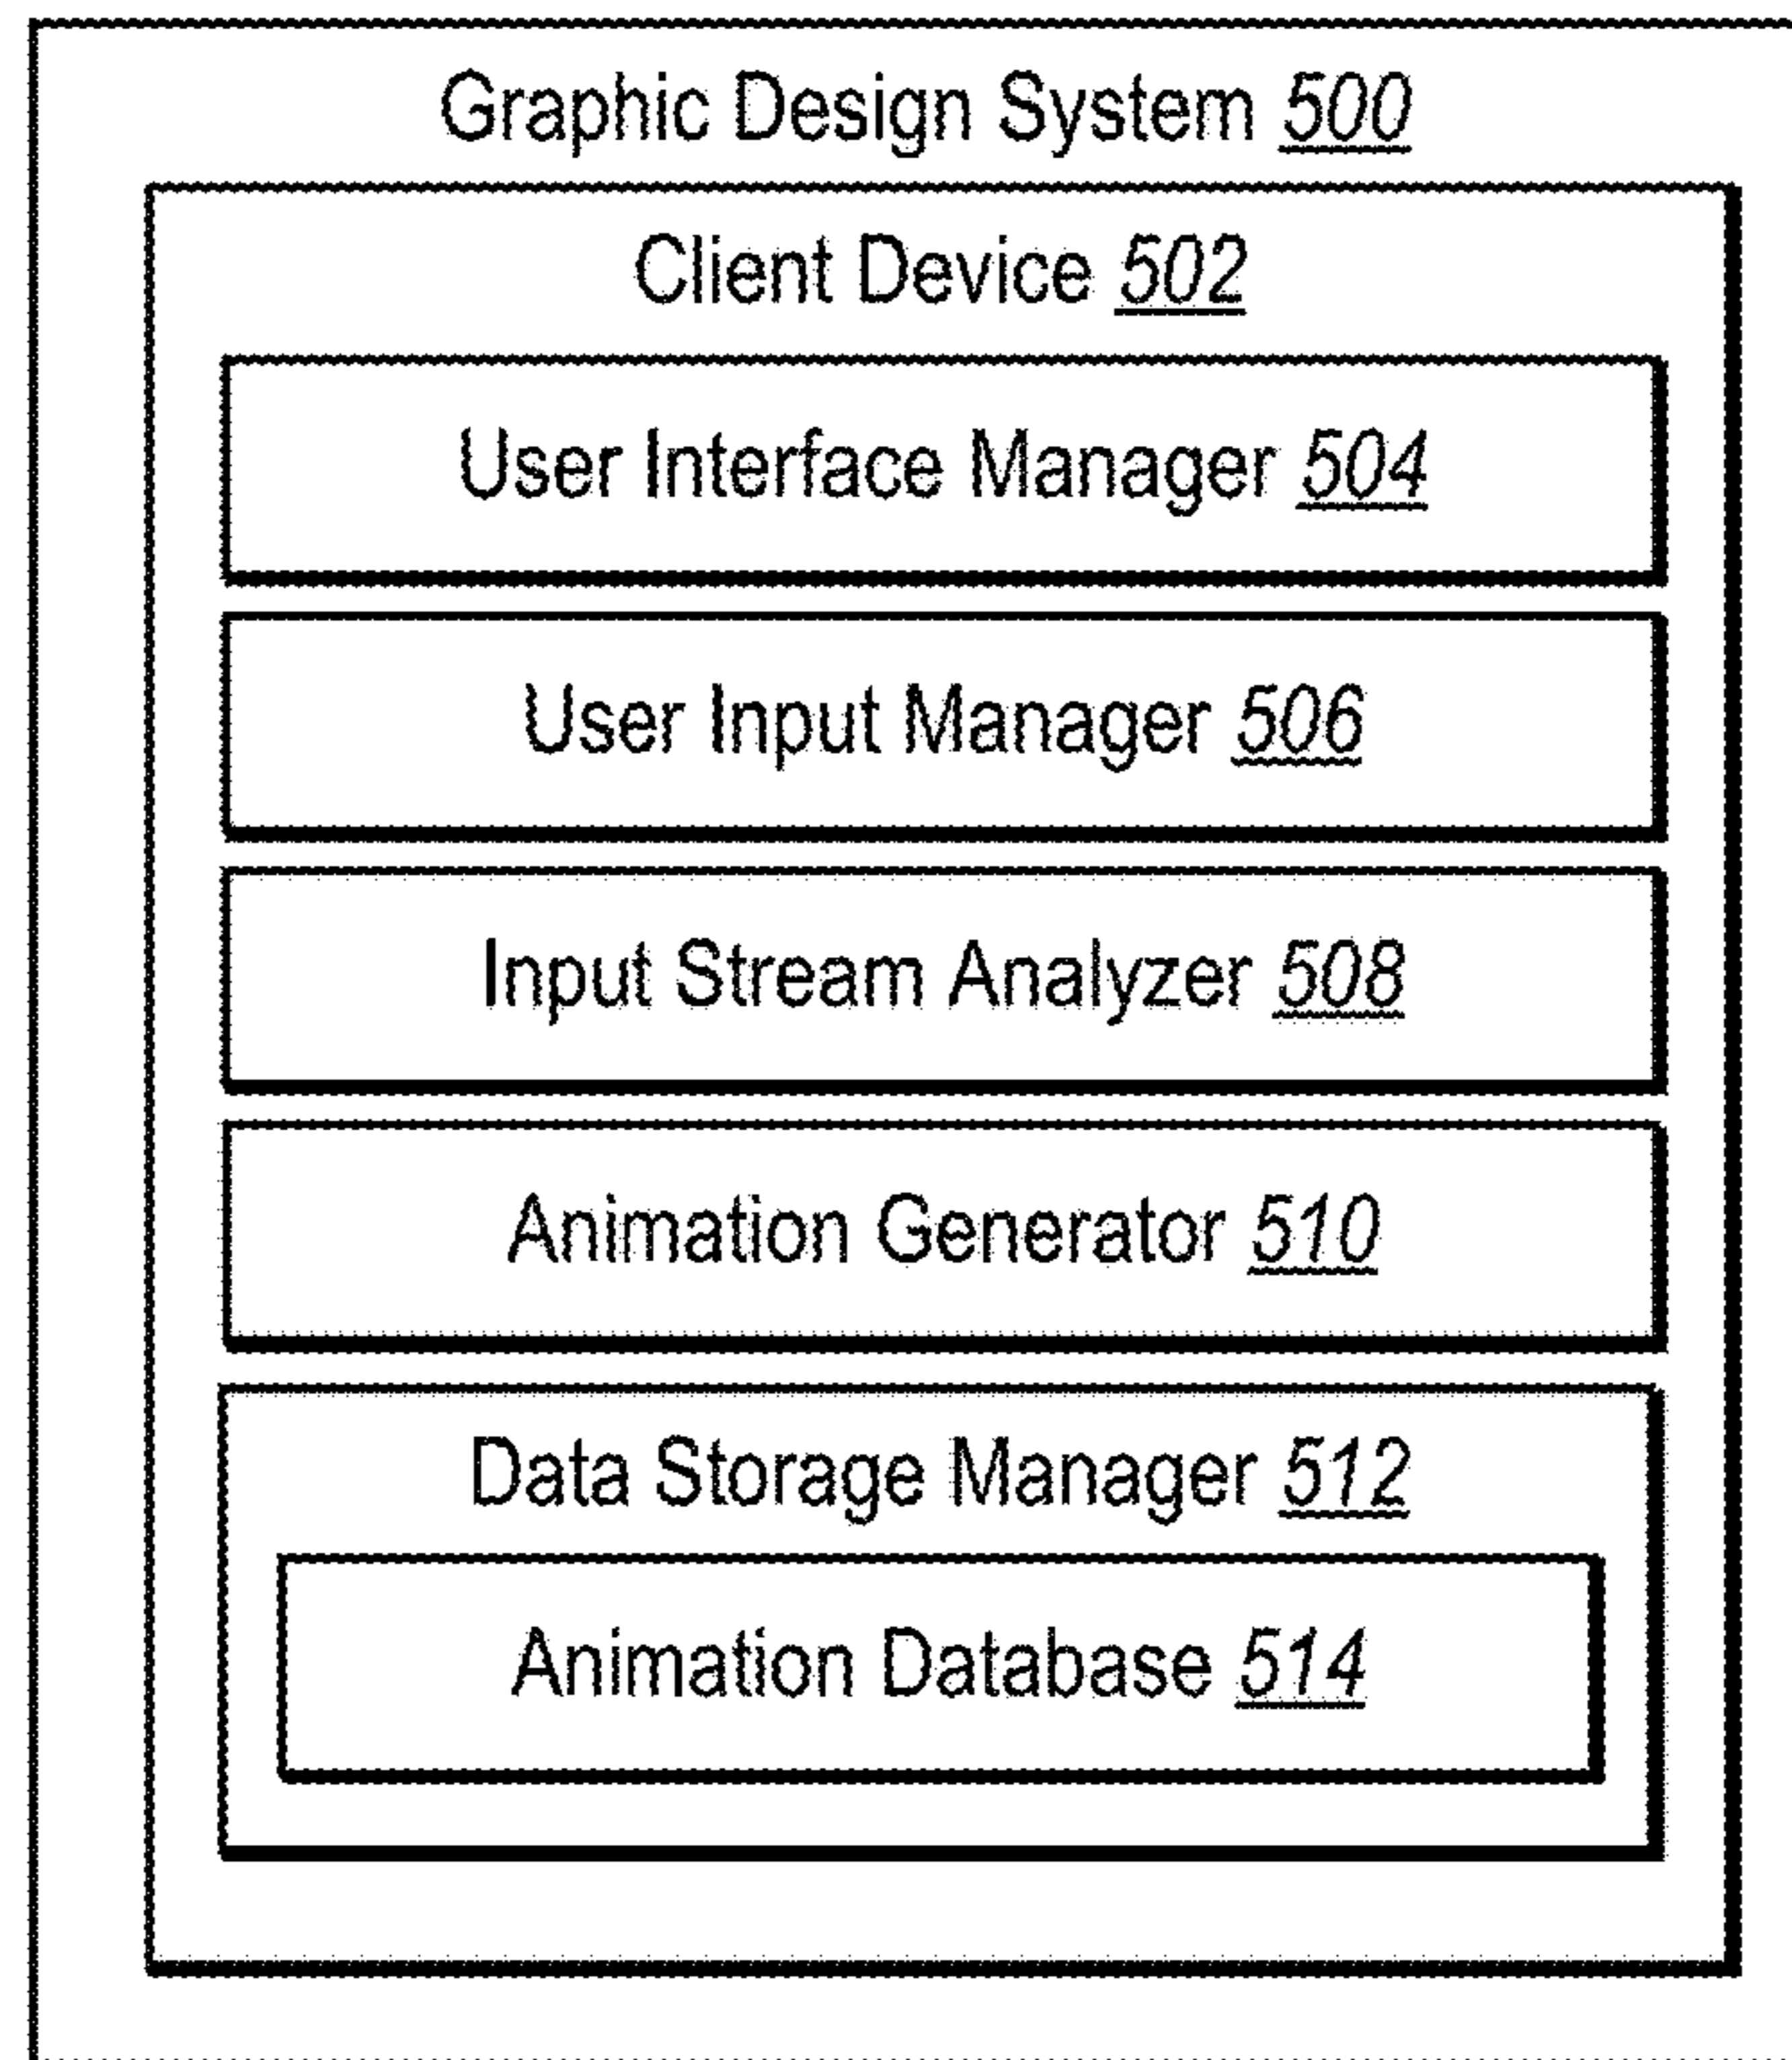 Graphic Design System 500
Client Device 502
User Interface Manager 504
User Input Manager 506
Input Stream Analyzer 508
Animation Generator 510
Data Storage Manager 512
Animation Database 514